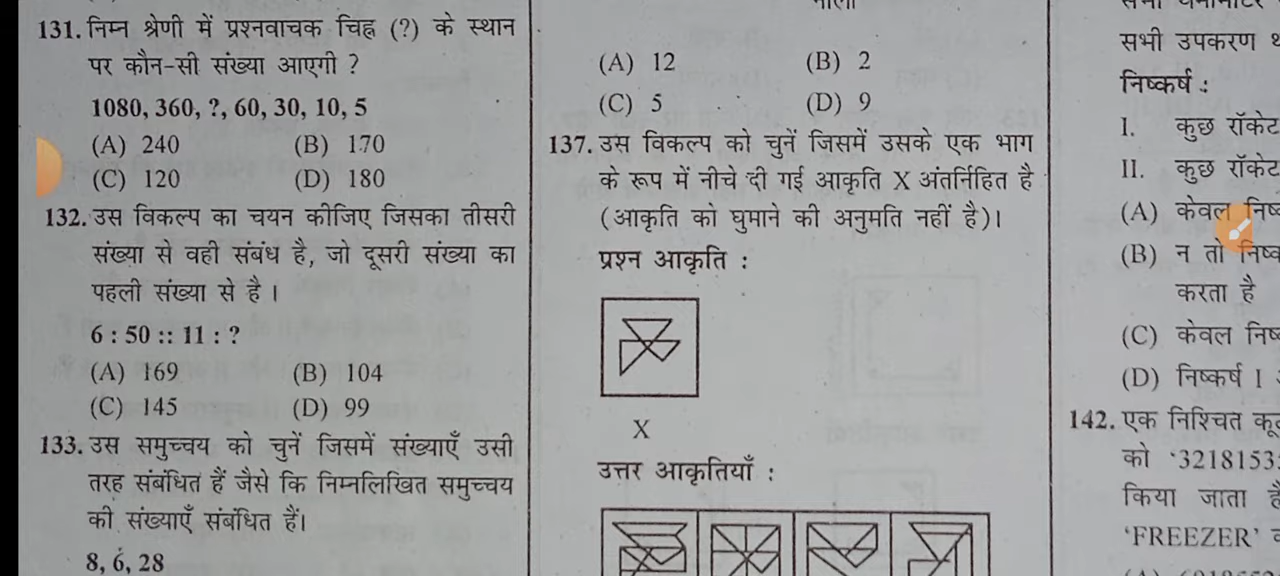 131. निम्न श्रेणी में प्रश्नवाचक चिह्न (?) के स्थान
पर कौन-सी संख्या आएगी ?
1080, 360, ?, 60, 30, 10, 5
(A) 240 (B) 170
(C) 120 (D) 180
132. उस विकल्प का चयन कीजिए जिसका तीसरी
संख्या से वही संबंध है, जो दूसरी संख्या का
पहली संख्या से है ।
6 : 50 :: 11 : ?
(A) 169 (B) 104
(C) 145 (D) 99
133. उस समुच्चय को चुनें जिसमें संख्याएँ उसी
तरह संबंधित हैं जैसे कि निम्नलिखित समुच्चय
की संख्याएँ संबंधित हैं।
8, 6, 28
(A) 12 (B) 2
(C) 5 (D) 9
137. उस विकल्प को चुनें जिसमें उसके एक भाग
के रूप में नीचे दी गई आकृति X अंतर्निहित है
(आकृति को घुमाने की अनुमति नहीं है)।
प्रश्न आकृति :
X
उत्तर आकृतियाँ :
सभी उपकरण
निष्कर्ष :
I. कुछ रॉकेट
II. कुछ रॉकेट
(A) केवल
(B) न तो
करता है
(C) केवल
(D) निष्कर्ष I
142. एक निश्चित
को '3218153
किया जाता
'FREEZER'